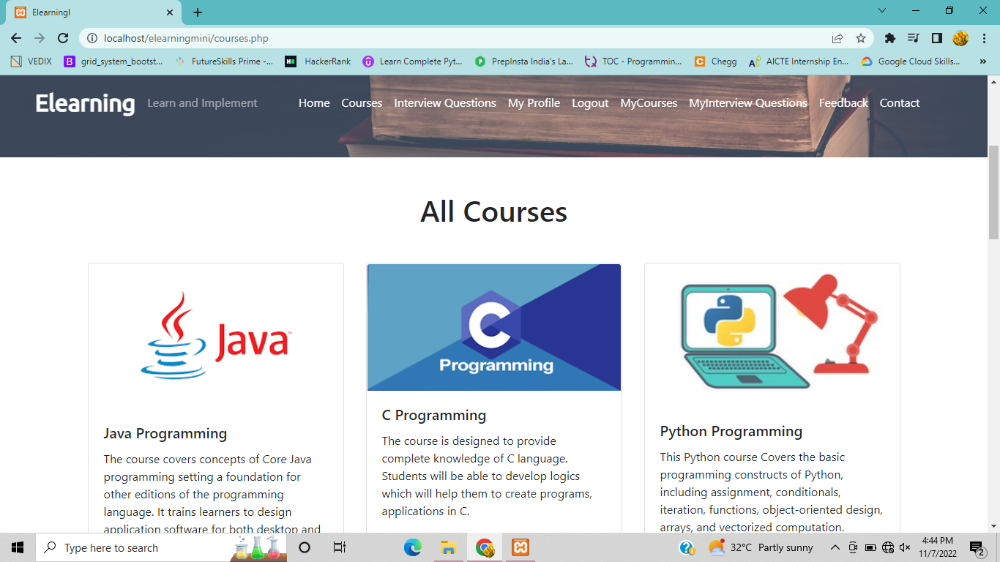 Elearningl
localhost/elearningmini/courses.php
VEDIX grid_system_bootst... FutureSkills Prime -... HackerRank Learn Complete Pyt... PrepInsta India's La... TOC - Programmin... Chegg AICTE Internship En... Google Cloud Skills... »
Elearning Learn and Implement Home Courses Interview Questions My Profile Logout MyCourses MyInterview Questions Feedback Contact
All Courses
Java™
Java Programming
The course covers concepts of Core Java
programming setting a foundation for
other editions of the programming
language. It trains learners to design
application software for both desktop and
C
Programming
C Programming
The course is designed to provide
complete knowledge of C language.
Students will be able to develop logics
which will help them to create programs,
applications in C.
Python Programming
This Python course Covers the basic
programming constructs of Python,
including assignment, conditionals,
iteration, functions, object-oriented design,
arrays, and vectorized computation.
Type here to search
32°C Partly sunny
4:44 PM
11/7/2022
2